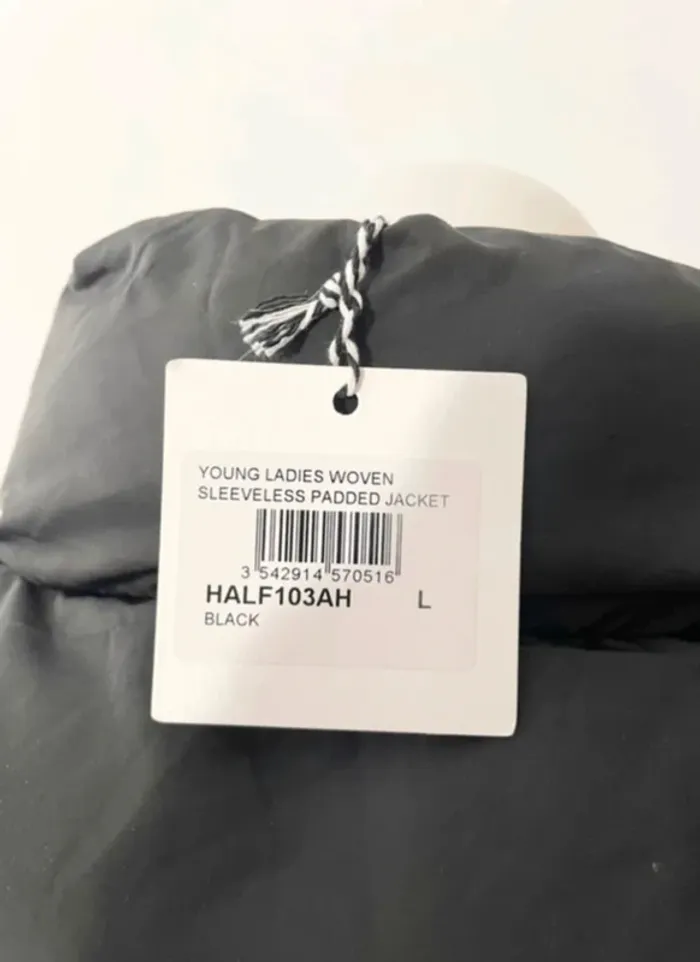 YOUNG LADIES WOVEN
SLEEVELESS PADDED JACKET
3 542914 570516
HALF103AH L
BLACK